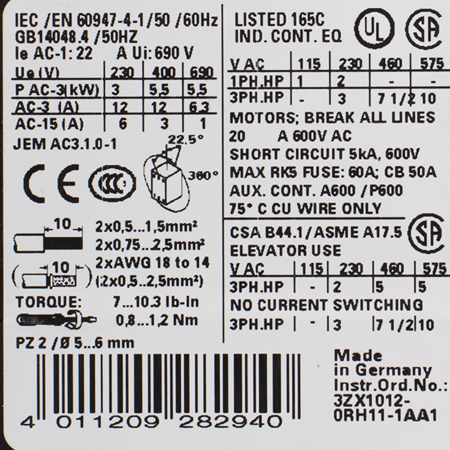 IEC /EN 60947-4-1/50 /60Hz
GB14048.4 /50HZ
Ie AC-1: 22 A Ui: 690 V
Ue (V) 230 400 690
P AC-3(kW) 3 5,5 5,5
AC-3 (A) 12 12 6.3
AC-15 (A) 6 3 1
JEM AC3.1.0-1
22.5°
360°
CE CCC
10 2x0,5...1,5mm²
2x0,75...2,5mm²
10 2xAWG 18 to 14
(2x0,5...2,5mm²)
TORQUE: 7...10.3 lb-In
0,8...1,2 Nm
PZ 2 / Ø 5...6 mm
LISTED 165C
IND. CONT. EQ
UL SA
V AC 115 230 460 575
1PH.HP 1 2 - -
3PH.HP - 3 7 1/2 10
MOTORS; BREAK ALL LINES
20 A 600V AC
SHORT CIRCUIT 5kA, 600V
MAX RK5 FUSE: 60A; CB 50A
AUX. CONT. A600 / P600
75° C CU WIRE ONLY
CSA B44.1/ASME A17.5
ELEVATOR USE
SA
V AC 115 230 460 575
3PH.HP - 2 5 5
NO CURRENT SWITCHING
3PH.HP - 3 7 1/2 10
Made
in Germany
Instr.Ord.No.:
3ZX1012-
0RH11-1AA1
4 011209 282940